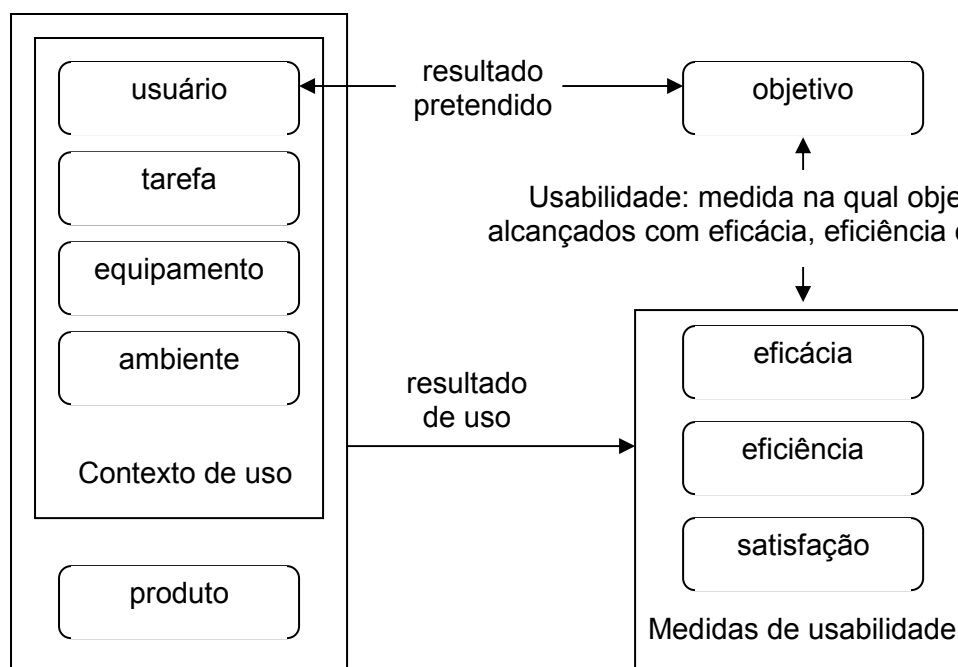 usuário
tarefa
equipamento
ambiente
Contexto de uso
produto
resultado
pretendido
objetivo
Usabilidade: medida na qual
alcançados com eficácia, eficiência
resultado
de uso
eficácia
eficiência
satisfação
Medidas de usabilidade